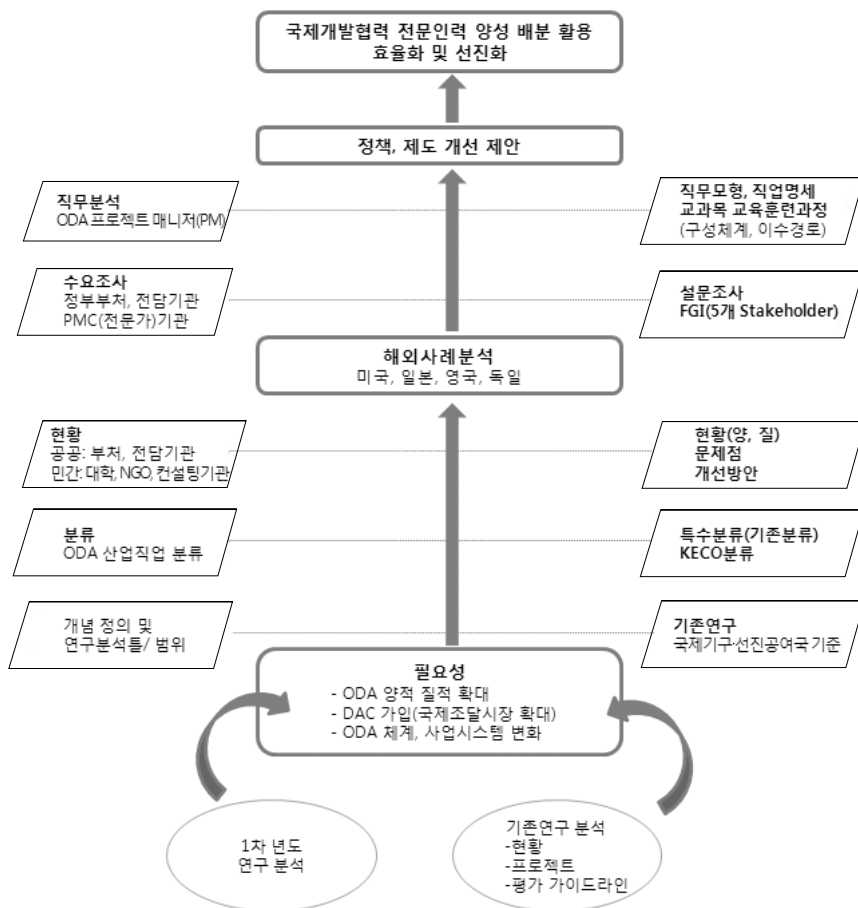 국제개발협력 전문인력 양성 배분 활용
효율화 및 선진화
정책, 제도 개선 제안
직무분석
ODA 프로젝트 매니저(PM)
직무모형, 직업명세
교과목 교육훈련과정
(구성체계, 이수경로)
수요조사
정부부처, 전담기관
PMC(전문가)기관
설문조사
FGI(5개 Stakeholder)
해외사례분석
미국, 일본, 영국, 독일
현황
공공: 부처, 전담기관
민간: 대학, NGO, 컨설팅기관
현황(양, 질)
문제점
개선방안
분류
ODA 산업직업 분류
특수분류(기존분류)
KECO분류
개념 정의 및
연구분석틀/ 범위
기존연구
국제기구·선진공여국 기준
필요성
- ODA 양적 질적 확대
- DAC 가입(국제조달시장 확대)
- ODA 체계, 사업시스템 변화
1차 년도
연구 분석
기존연구 분석
-현황
-프로젝트
-평가 가이드라인